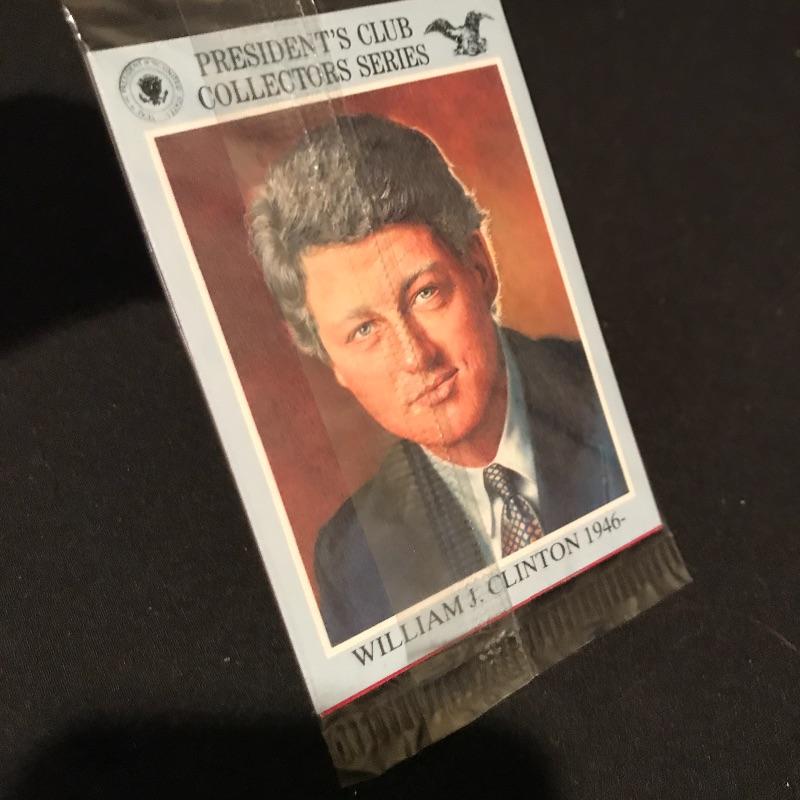 PRESIDENT'S CLUB
COLLECTORS SERIES
WILLIAM J. CLINTON 1946-